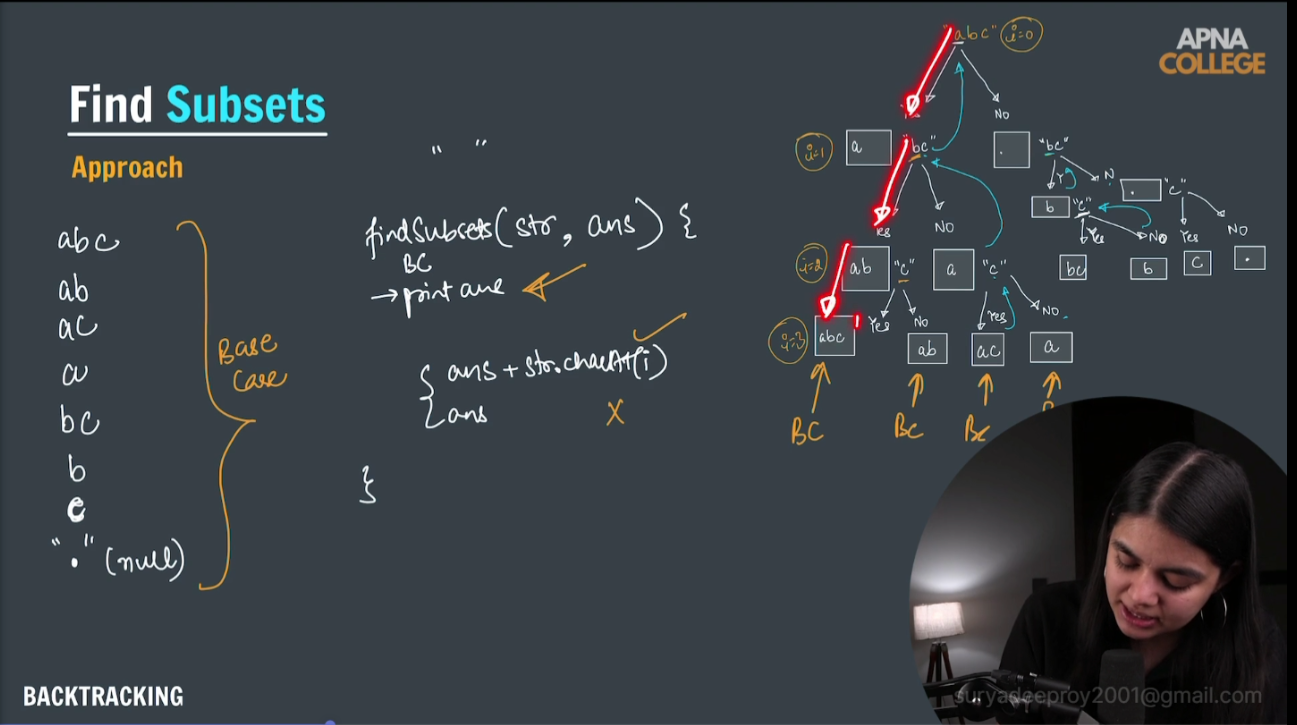 APNA
COLLEGE
Find Subsets
Approach
" "
abc
ab
ac
a
bc
b
c
"." (null)
Base
Case
findSubsets(str, ans) {
BC
→ print ans
{ ans + str.charAt(i) ✓
ans X
}
"abc" i=0
No
i=1
a
"bc"
.
"bc"
Y
N
b
"c"
.
"c"
Yes
No
Yes
No
bc
b
c
.
Yes
No
i=2
ab
"c"
a
"c"
Yes
No
Yes
No
i=3
abc
ab
ac
a
BC
BC
BC
BACKTRACKING
suryadeeproy2001@gmail.com